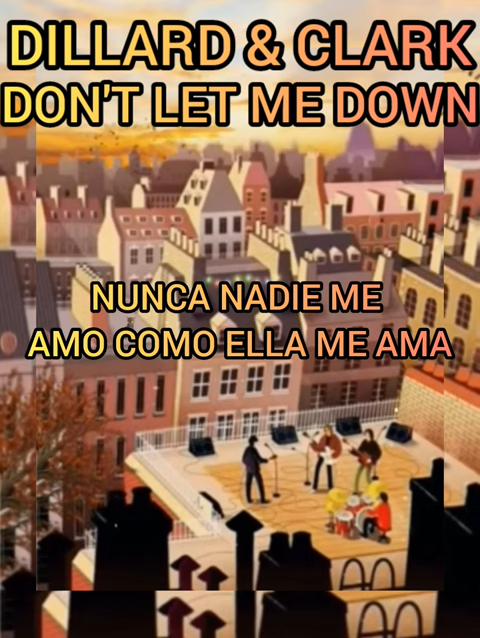 DILLARD & CLARK
DON'T LET ME DOWN
NUNCA NADIE ME
AMO COMO ELLA ME AMA